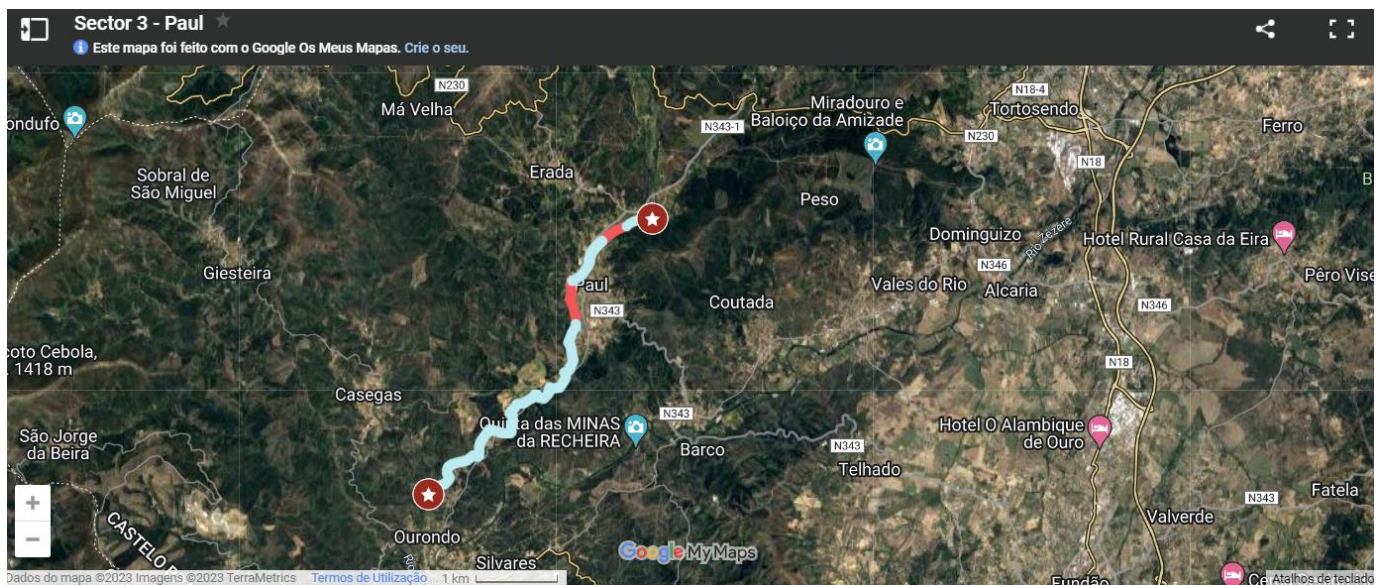 Sector 3 - Paul
Este mapa foi feito com o Google Os Meus Mapas. Crie o seu.
N230
Má Velha
N18-4
Miradouro e
Baloiço da Amizade
Tortosendo
ondufo
N343-1
N230
Ferro
N18
Erada
Sobral de
São Miguel
Peso
B
Rio Zêzere
Dominguizo
Hotel Rural Casa da Eira
Giesteira
N346
Pêro Vise
Paul
Coutada
Vales do Rio
Alcaria
N346
N343
coto Cebola,
1418 m
N18
Casegas
Quinta das MINAS
da RECHEIRA
N343
Hotel O Alambique
de Ouro
São Jorge
da Beira
Barco
N343
Telhado
Fatela
N343
+
Valverde
CASTELO
Ourondo
−
Silvares
Google My Maps
Dados do mapa ©2023 Imagens ©2023 TerraMetrics
Termos de Utilização
1 km
Fundão
Ce
Atalhos de teclado